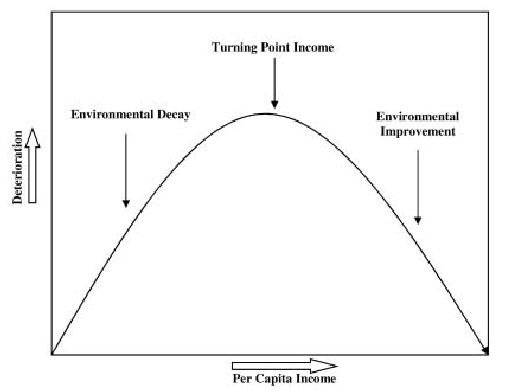 Turning Point Income
Environmental Decay
Environmental
Improvement
Deterioration
Per Capita Income